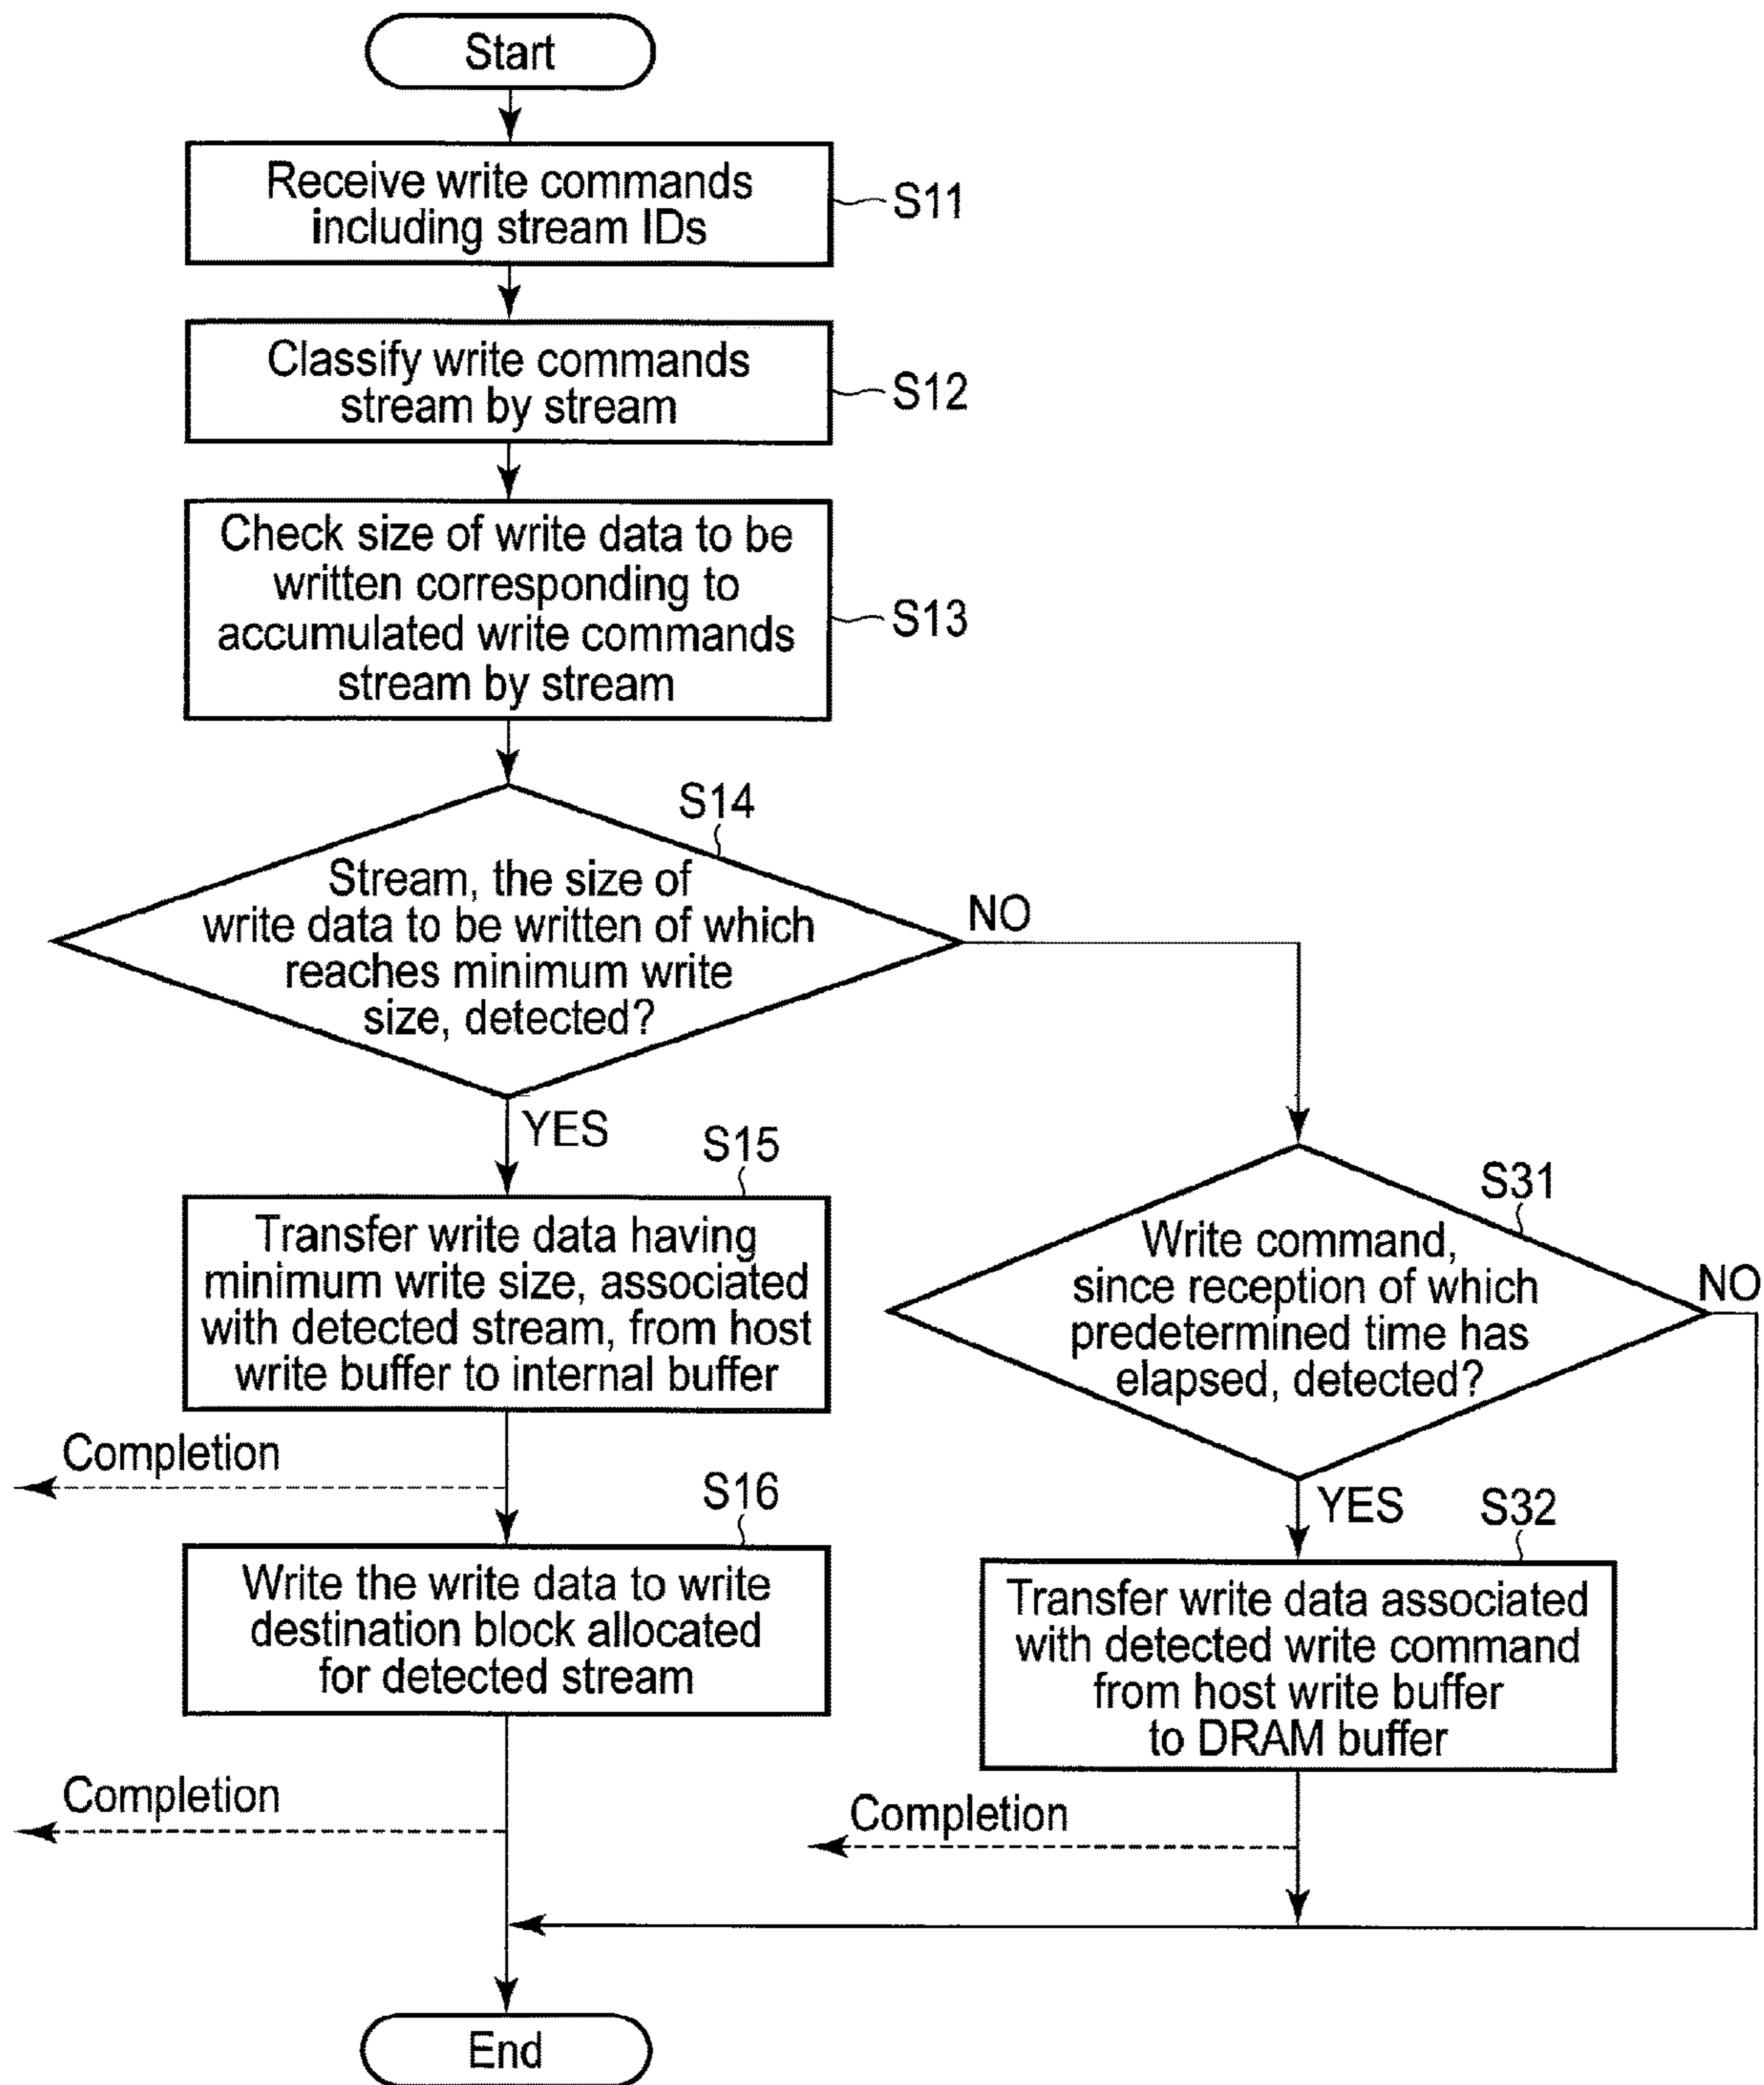 Start
Receive write commands
including stream IDs
S11
Classify write commands
stream by stream
S12
Check size of write data to be
written corresponding to
accumulated write commands
stream by stream
S13
S14
Stream, the size of
write data to be written of which
reaches minimum write
size, detected?
NO
YES
S15
Transfer write data having
minimum write size, associated
with detected stream, from host
write buffer to internal buffer
Completion
S16
Write the write data to write
destination block allocated
for detected stream
Completion
S31
Write command,
since reception of which
predetermined time has
elapsed, detected?
NO
YES
S32
Transfer write data associated
with detected write command
from host write buffer
to DRAM buffer
Completion
End